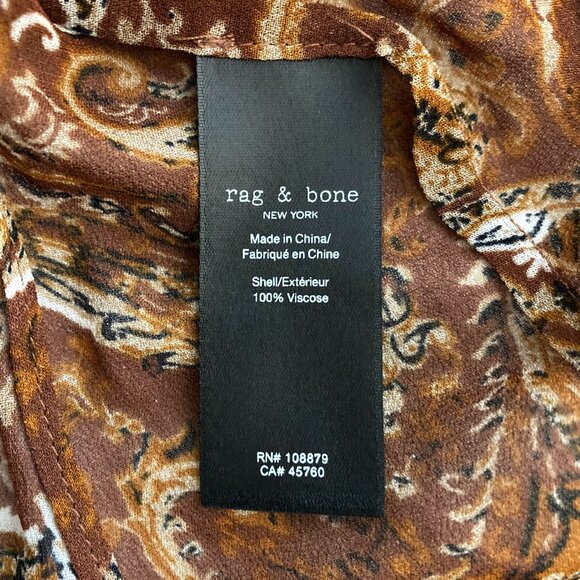 rag & bone
NEW YORK
Made in China/
Fabriqué en Chine
Shell/Extérieur
100% Viscose
RN# 108879
CA# 45760